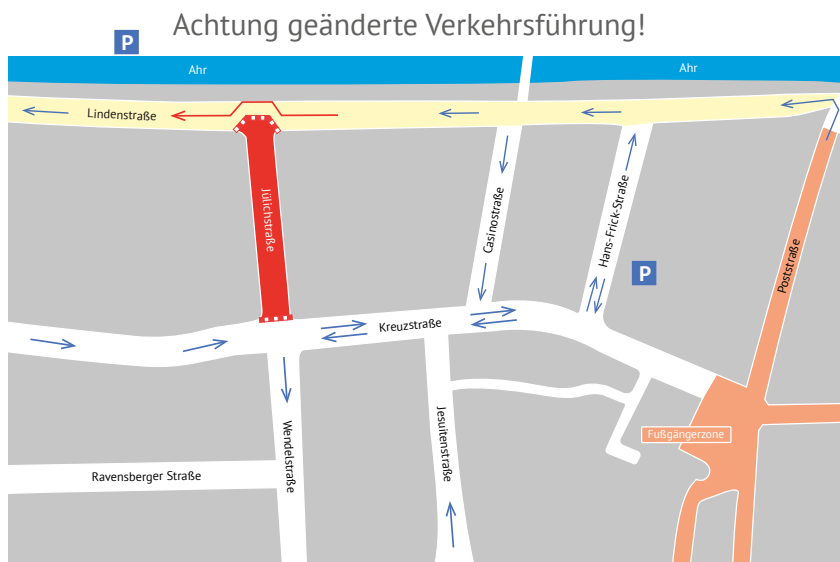 Achtung geänderte Verkehrsführung!
P
Ahr
Ahr
Lindenstraße
Jülichstraße
Casinostraße
Hans-Frick-Straße
P
Poststraße
Kreuzstraße
Wendelstraße
Jesuitenstraße
Fußgängerzone
Ravensberger Straße